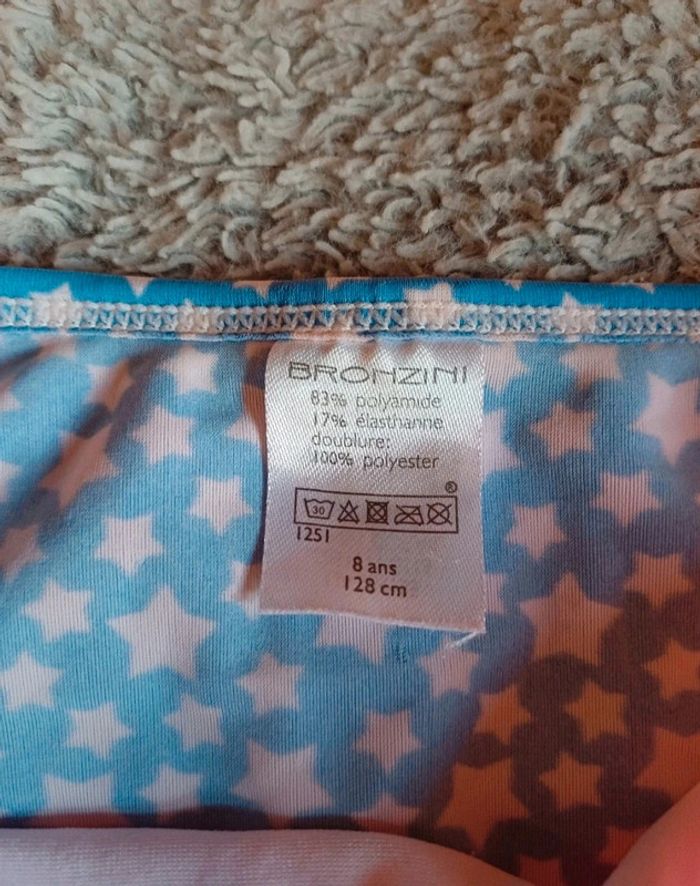 BRONZINI
83% polyamide
17% élasthanne
doublure:
100% polyester
®
30
1251
8 ans
128 cm